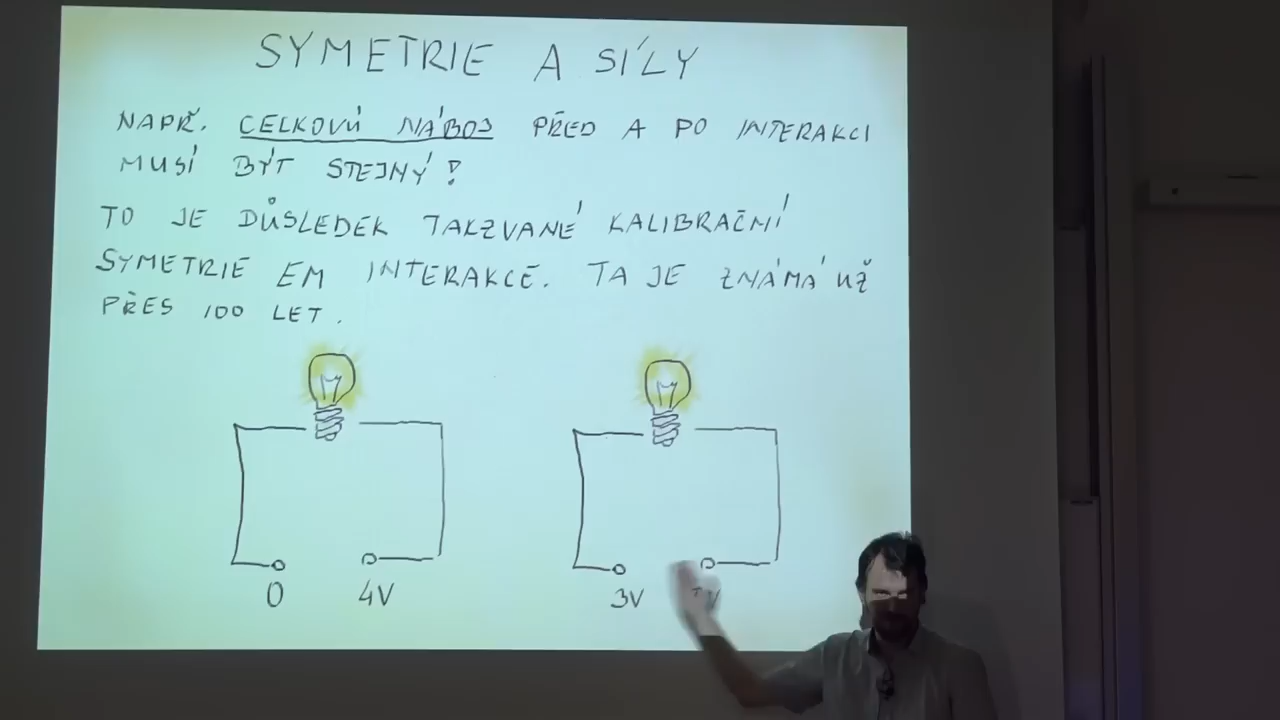 SYMETRIE A SÍLY
NAPŘ. CELKOVÝ NÁBOJ PŘED A PO INTERAKCI
MUSÍ BÝT STEJNÝ!
TO JE DŮSLEDEK TAKZVANÉ KALIBRAČNÍ
SYMETRIE EM INTERAKCE. TA JE ZNÁMÁ UŽ
PŘES 100 LET.
0 4V 3V